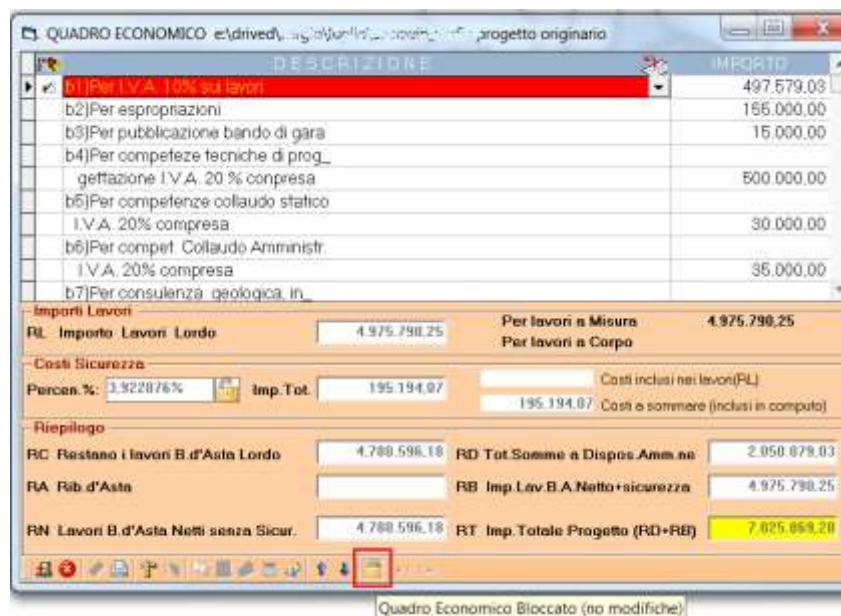 QUADRO ECONOMICO e:\drived\ progetto originario
DESCRIZIONE IMPORTO
b1)Per I.V.A. 10% sui lavori 497.579,03
b2)Per espropriazioni 155.000,00
b3)Per pubblicazione bando di gara 15.000,00
b4)Per competeze tecniche di prog_
gettazione I.V.A. 20 % conpresa 500.000,00
b5)Per competenze collaudo statico
I.V.A. 20% compresa 30.000,00
b6)Per compet. Collaudo Amministr.
I.V.A. 20% compresa 35.000,00
b7)Per consulenza geologica, in_
Importi Lavori
RL Importo Lavori Lordo 4.975.790,25 Per lavori a Misura 4.975.790,25
Per lavori a Corpo
Costi Sicurezza
Percen.%: 3,922876% Imp.Tot. 195.194,07 Costi inclusi nei lavori(RL)
195.194,07 Costi a sommare (inclusi in computo)
Riepilogo
RC Restano i lavori B.d'Asta Lordo 4.780.596,18 RD Tot.Somme a Dispos.Amm.ne 2.050.079,03
RA Rib.d'Asta RB Imp.Lav.B.A.Netto+sicurezza 4.975.790,25
RN Lavori B.d'Asta Netti senza Sicur. 4.780.596,18 RT Imp.Totale Progetto (RD+RB) 7.025.869,28
Quadro Economico Bloccato (no modifiche)